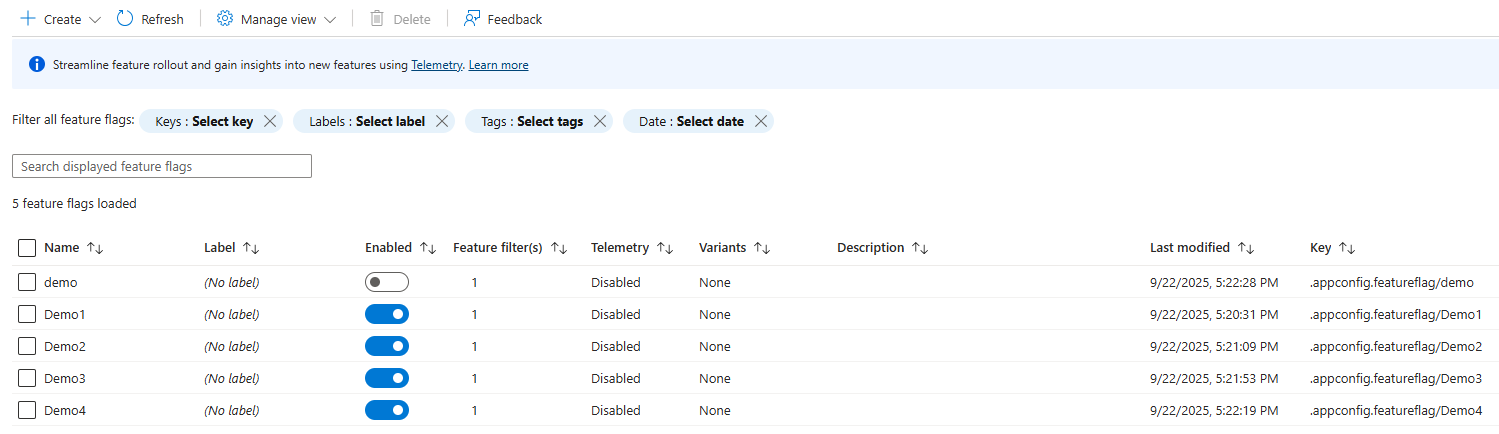 Create Refresh Manage view Delete Feedback
Streamline feature rollout and gain insights into new features using Telemetry. Learn more
Filter all feature flags: Keys : Select key Labels : Select label Tags : Select tags Date : Select date
Search displayed feature flags
5 feature flags loaded
Name Label Enabled Feature filter(s) Telemetry Variants Description Last modified Key
demo (No label) 1 Disabled None 9/22/2025, 5:22:28 PM .appconfig.featureflag/demo
Demo1 (No label) 1 Disabled None 9/22/2025, 5:20:31 PM .appconfig.featureflag/Demo1
Demo2 (No label) 1 Disabled None 9/22/2025, 5:21:09 PM .appconfig.featureflag/Demo2
Demo3 (No label) 1 Disabled None 9/22/2025, 5:21:53 PM .appconfig.featureflag/Demo3
Demo4 (No label) 1 Disabled None 9/22/2025, 5:22:19 PM .appconfig.featureflag/Demo4